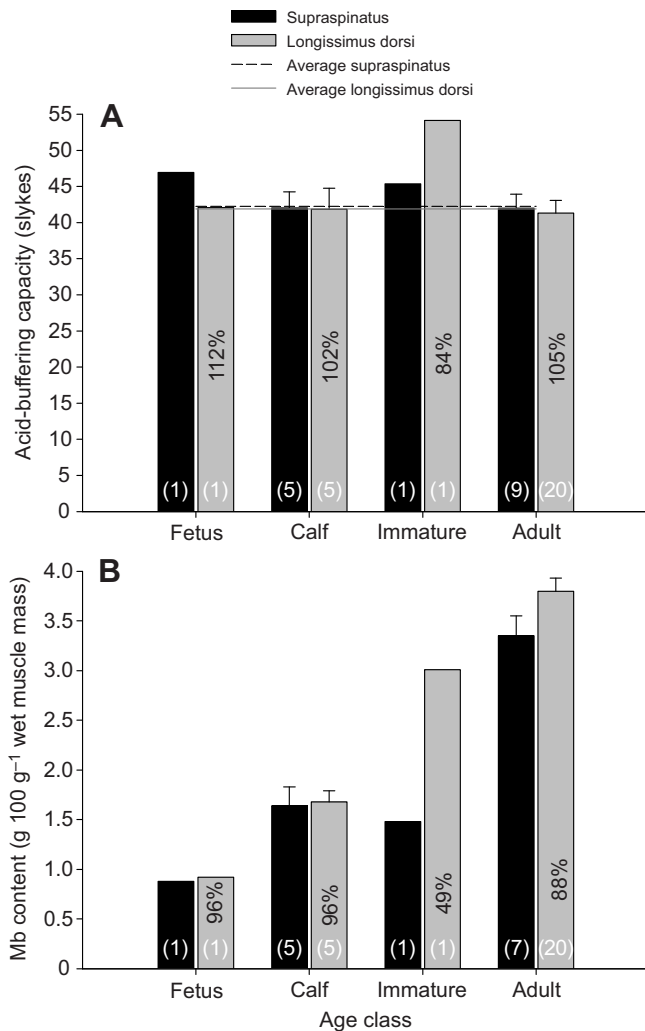 Supraspinatus
Longissimus dorsi
Average supraspinatus
Average longissimus dorsi
A
Acid-buffering capacity (slykes)
55
50
45
40
35
30
25
20
15
10
5
0
112%
102%
84%
105%
(1) (1) (5) (5) (1) (1) (9) (20)
Fetus Calf Immature Adult
B
Mb content (g 100 g⁻¹ wet muscle mass)
4.0
3.5
3.0
2.5
2.0
1.5
1.0
0.5
0
96%
96%
49%
88%
(1) (1) (5) (5) (1) (1) (7) (20)
Fetus Calf Immature Adult
Age class